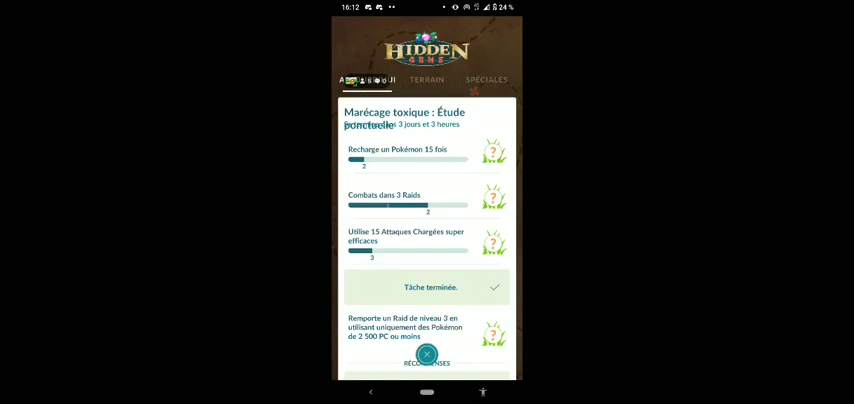 16:12
24 %
HIDDEN
GEMS
TERRAIN
SPÉCIALES
6 0
Marécage toxique : Étude
ponctuelle
3 jours et 3 heures
Recharge un Pokémon 15 fois
2
Combats dans 3 Raids
2
Utilise 15 Attaques Chargées super
efficaces
3
Tâche terminée.
Remporte un Raid de niveau 3 en
utilisant uniquement des Pokémon
de 2 500 PC ou moins
RÉCOMPENSES